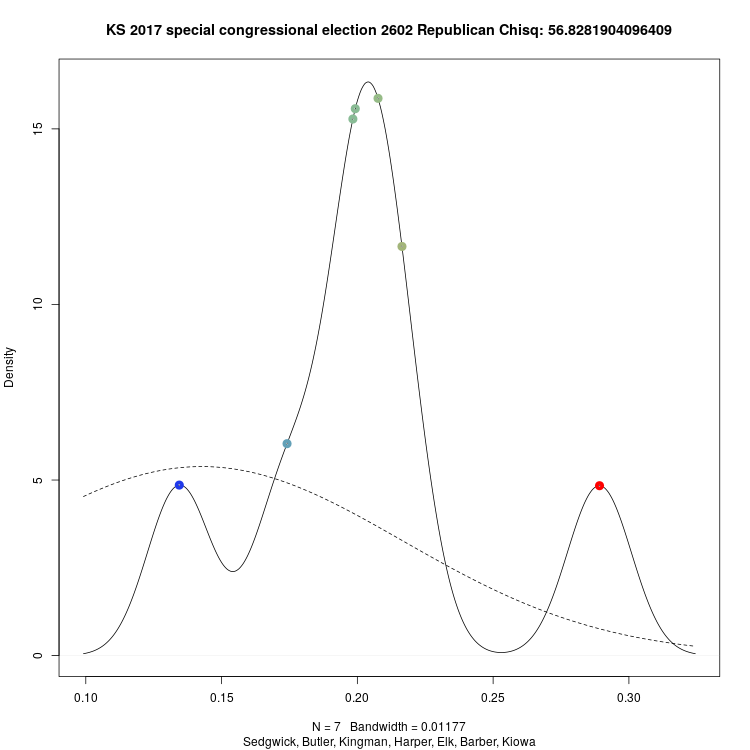 KS 2017 special congressional election 2602 Republican Chisq: 56.8281904096409
Density
15
10
5
0
0.10 0.15 0.20 0.25 0.30
N = 7 Bandwidth = 0.01177
Sedgwick, Butler, Kingman, Harper, Elk, Barber, Kiowa